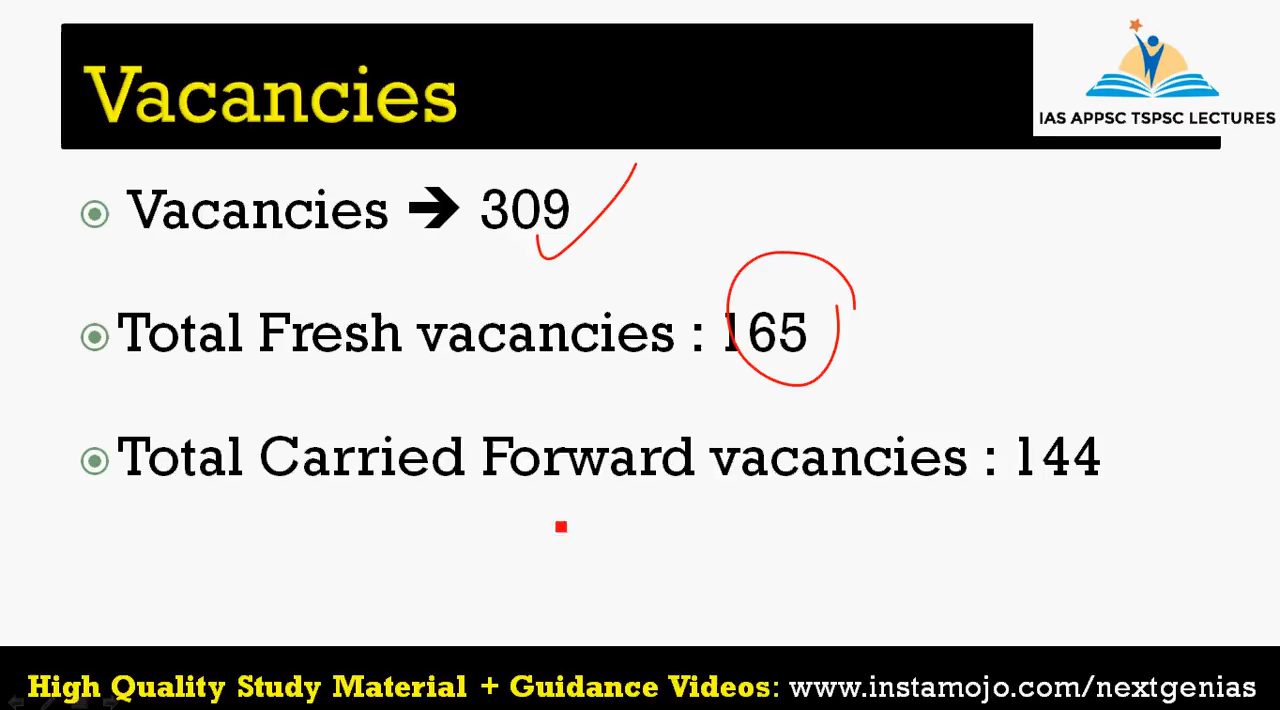 Vacancies
IAS APPSC TSPSC LECTURES
Vacancies ➔ 309
Total Fresh vacancies : 165
Total Carried Forward vacancies : 144
High Quality Study Material + Guidance Videos: www.instamojo.com/nextgenias